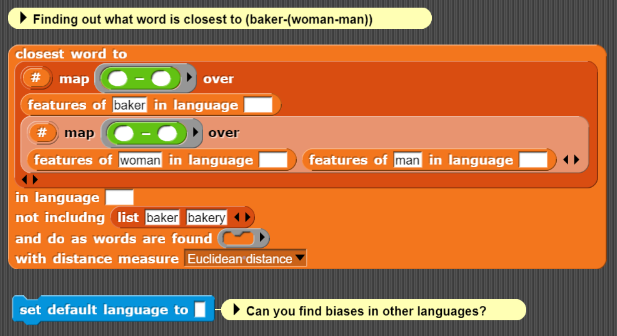 Finding out what word is closest to (baker-(woman-man))
closest word to
# map − over
features of baker in language
# map − over
features of woman in language features of man in language
in language
not includng list baker bakery
and do as words are found
with distance measure Euclidean distance
set default language to Can you find biases in other languages?